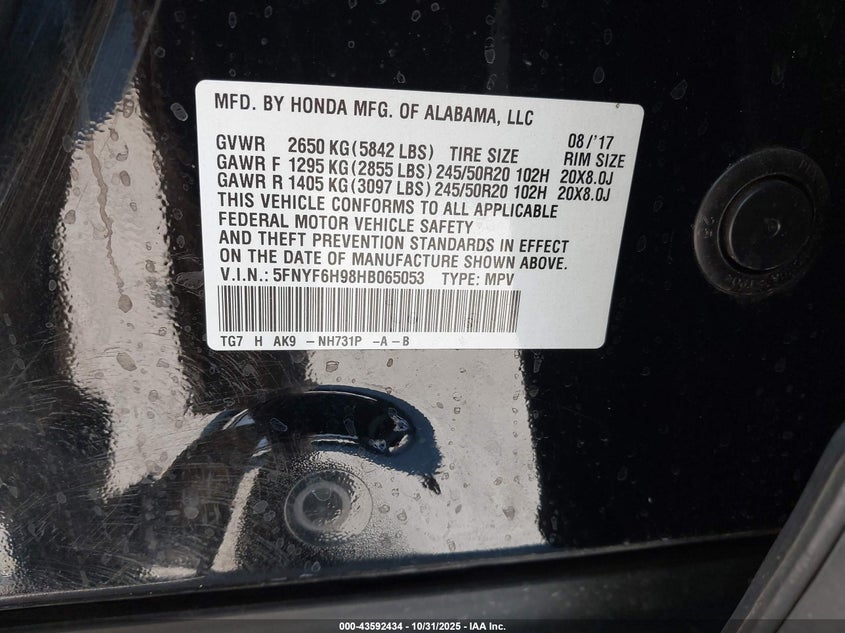 MFD. BY HONDA MFG. OF ALABAMA, LLC
08/'17
GVWR 2650 KG(5842 LBS) TIRE SIZE RIM SIZE
GAWR F 1295 KG(2855 LBS) 245/50R20 102H 20X8.0J
GAWR R 1405 KG(3097 LBS) 245/50R20 102H 20X8.0J
THIS VEHICLE CONFORMS TO ALL APPLICABLE
FEDERAL MOTOR VEHICLE SAFETY
AND THEFT PREVENTION STANDARDS IN EFFECT
ON THE DATE OF MANUFACTURE SHOWN ABOVE.
V.I.N.: 5FNYF6H98HB065053 TYPE: MPV
TG7 H AK9 -NH731P -A-B
000-43592434 | 10/31/2025 | IAA Inc.